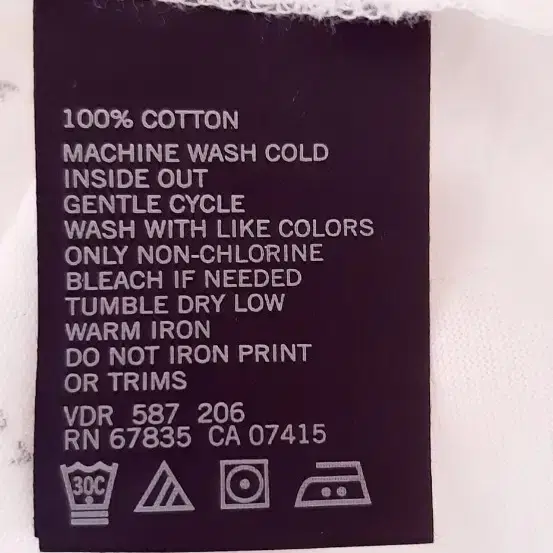 100% COTTON
MACHINE WASH COLD
INSIDE OUT
GENTLE CYCLE
WASH WITH LIKE COLORS
ONLY NON-CHLORINE
BLEACH IF NEEDED
TUMBLE DRY LOW
WARM IRON
DO NOT IRON PRINT
OR TRIMS
VDR 587 206
RN 67835 CA 07415
30C